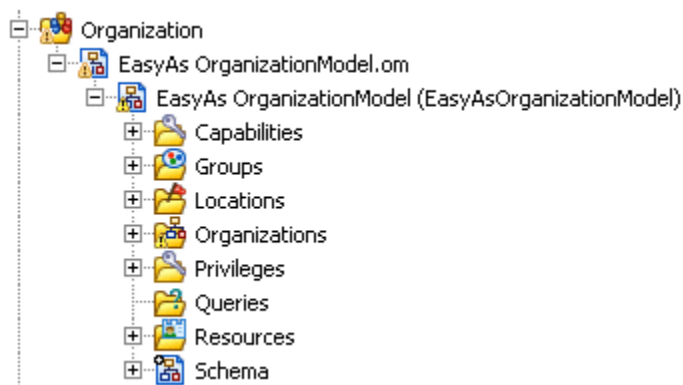 Organization
EasyAs OrganizationModel.om
EasyAs OrganizationModel (EasyAsOrganizationModel)
Capabilities
Groups
Locations
Organizations
Privileges
Queries
Resources
Schema